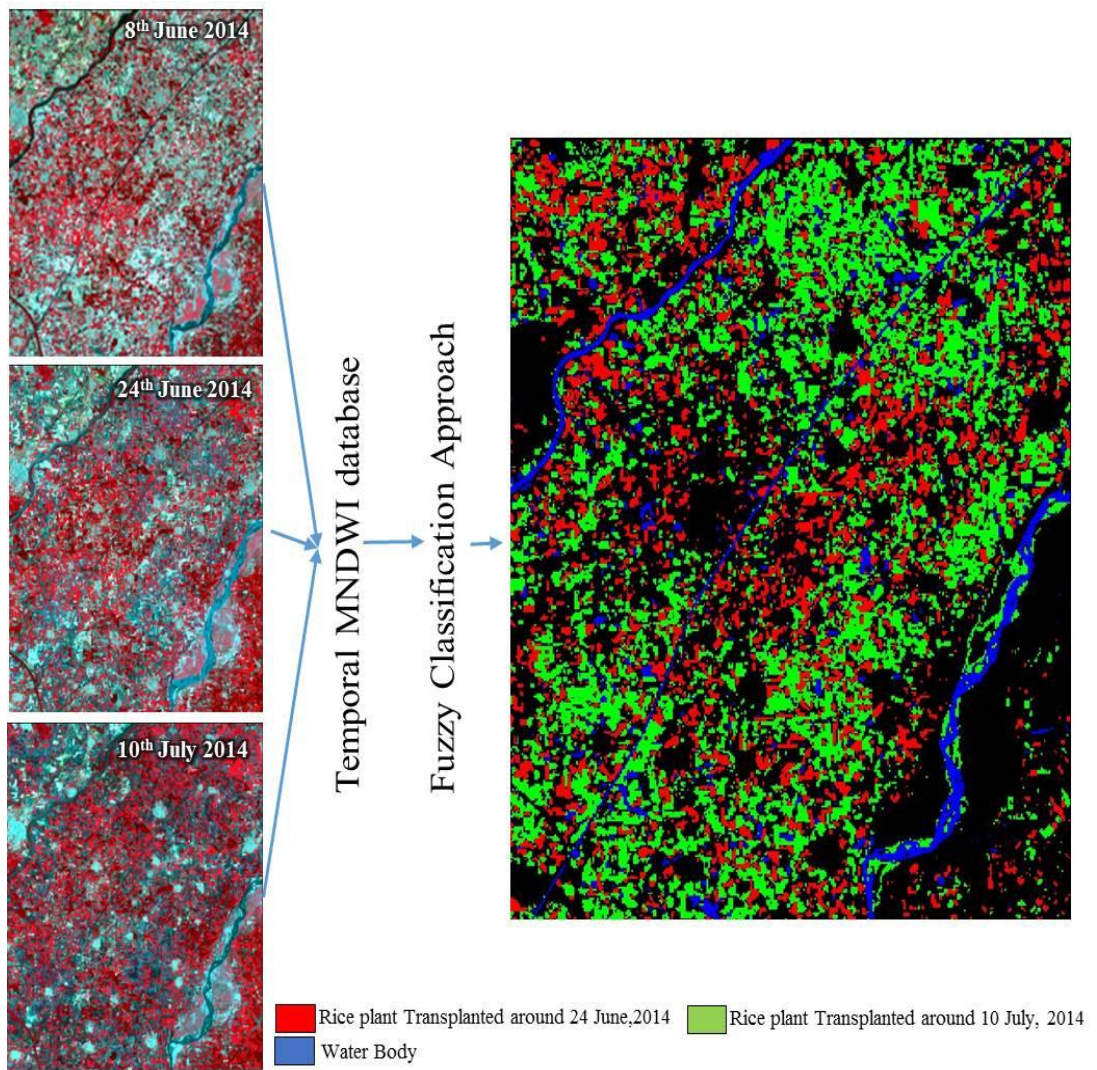 8th June 2014
24th June 2014
10th July 2014
Temporal MNDWI database
Fuzzy Classification Approach
Rice plant Transplanted around 24 June,2014
Rice plant Transplanted around 10 July, 2014
Water Body